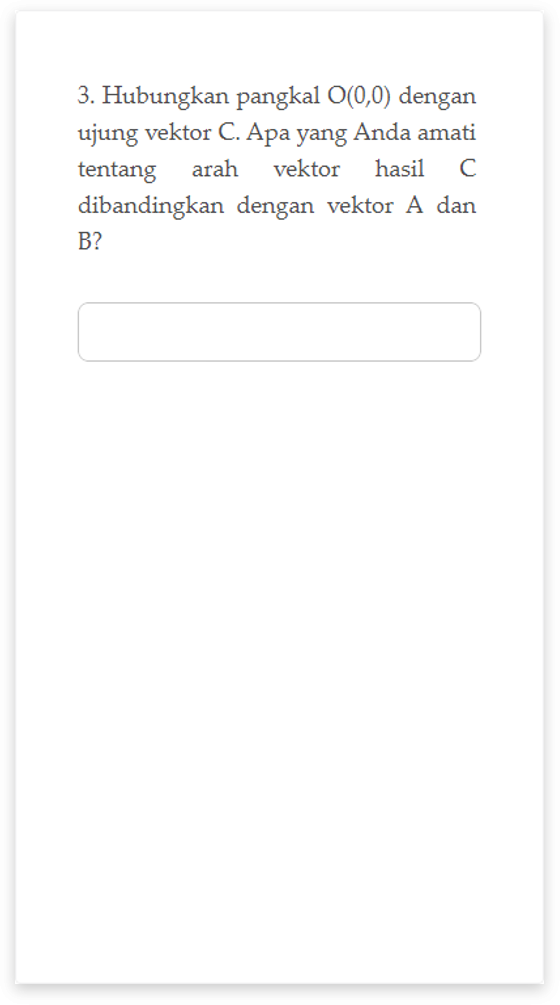 3. Hubungkan pangkal O(0,0) dengan
ujung vektor C. Apa yang Anda amati
tentang arah vektor hasil C
dibandingkan dengan vektor A dan
B?